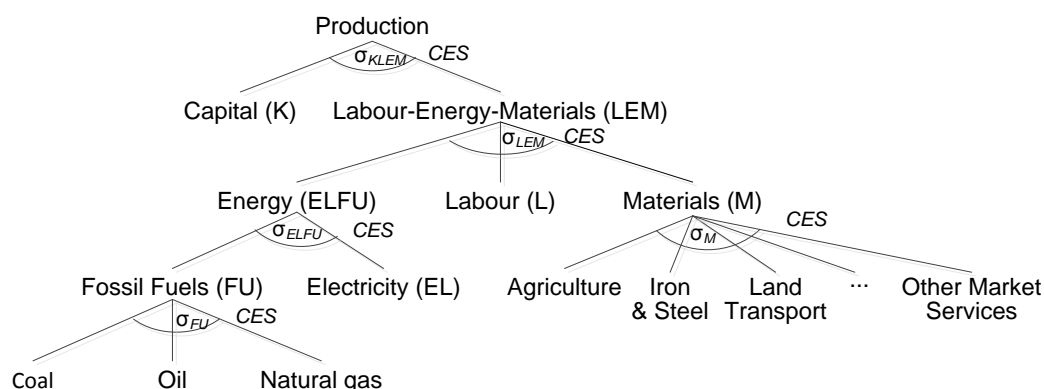 Production
σKLEM CES
Capital (K) Labour-Energy-Materials (LEM)
σLEM CES
Energy (ELFU) Labour (L) Materials (M)
σELFU CES σM CES
Fossil Fuels (FU) Electricity (EL) Agriculture Iron & Steel Land Transport ... Other Market Services
σFU CES
Coal Oil Natural gas